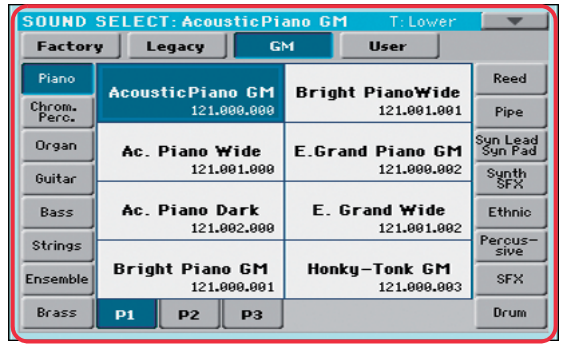 SOUND SELECT: AcousticPiano GM T: Lower
Factory Legacy GM User
Piano
Chrom.
Perc.
Organ
Guitar
Bass
Strings
Ensemble
Brass
AcousticPiano GM
121.000.000
Bright PianoWide
121.001.001
Ac. Piano Wide
121.001.000
E.Grand Piano GM
121.000.002
Ac. Piano Dark
121.002.000
E. Grand Wide
121.001.002
Bright Piano GM
121.000.001
Honky-Tonk GM
121.000.003
P1 P2 P3
Reed
Pipe
Syn Lead
Syn Pad
Synth
SFX
Ethnic
Percus-
sive
SFX
Drum